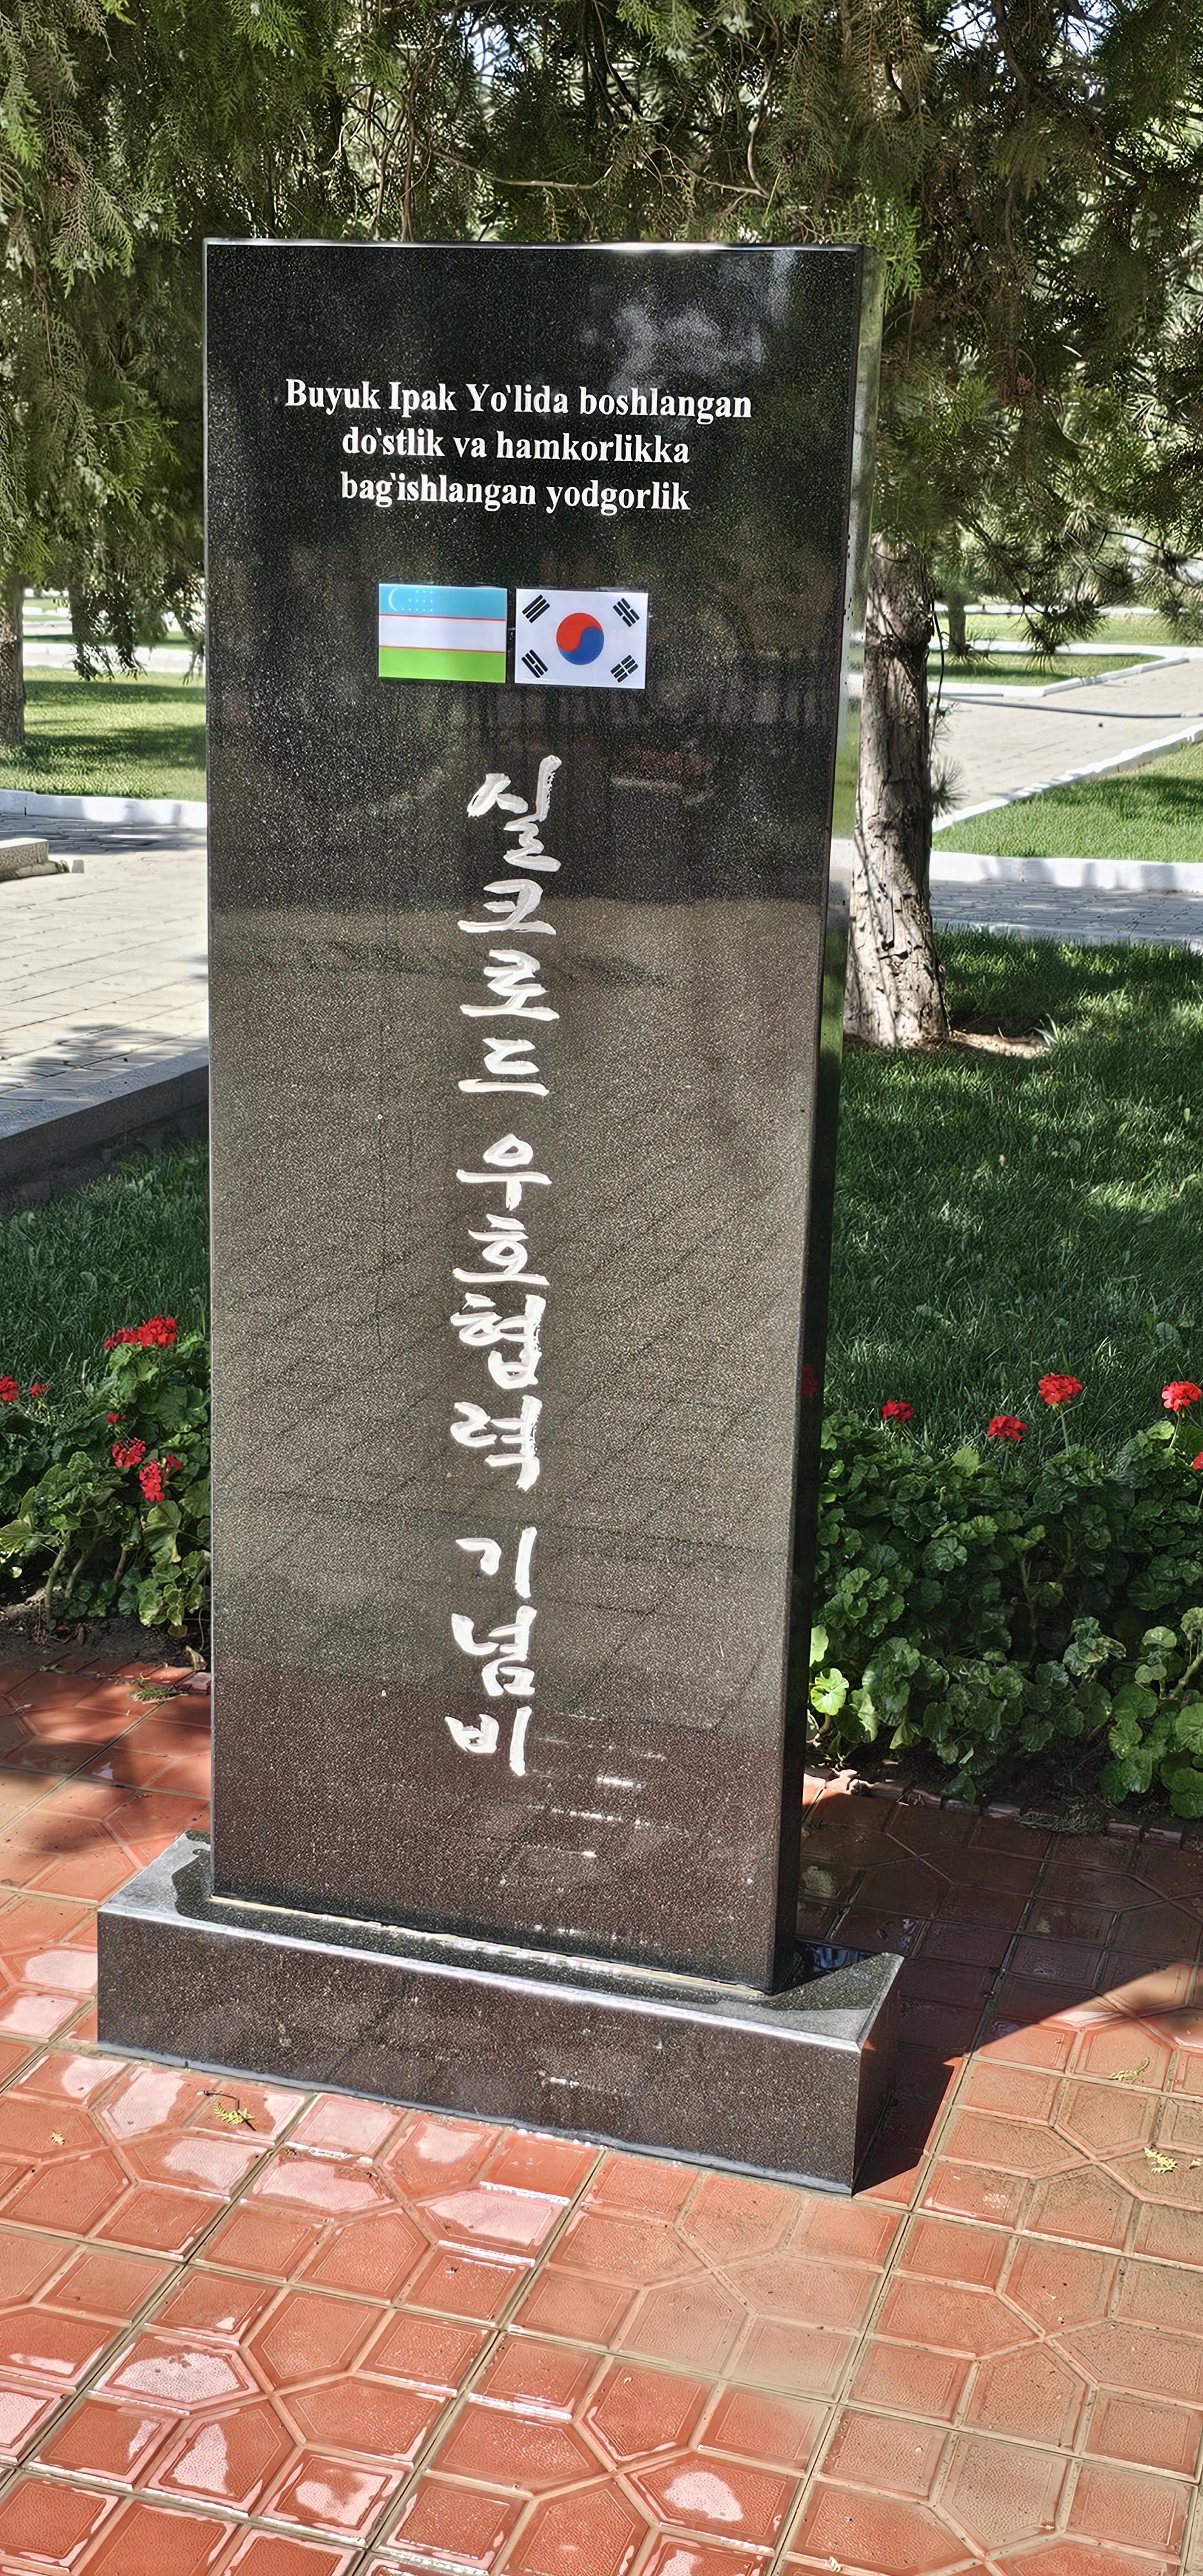 Buyuk Ipak Yo`lida boshlangan
do`stlik va hamkorlikka
bag`ishlangan yodgorlik
실크로드 우호협력 기념비